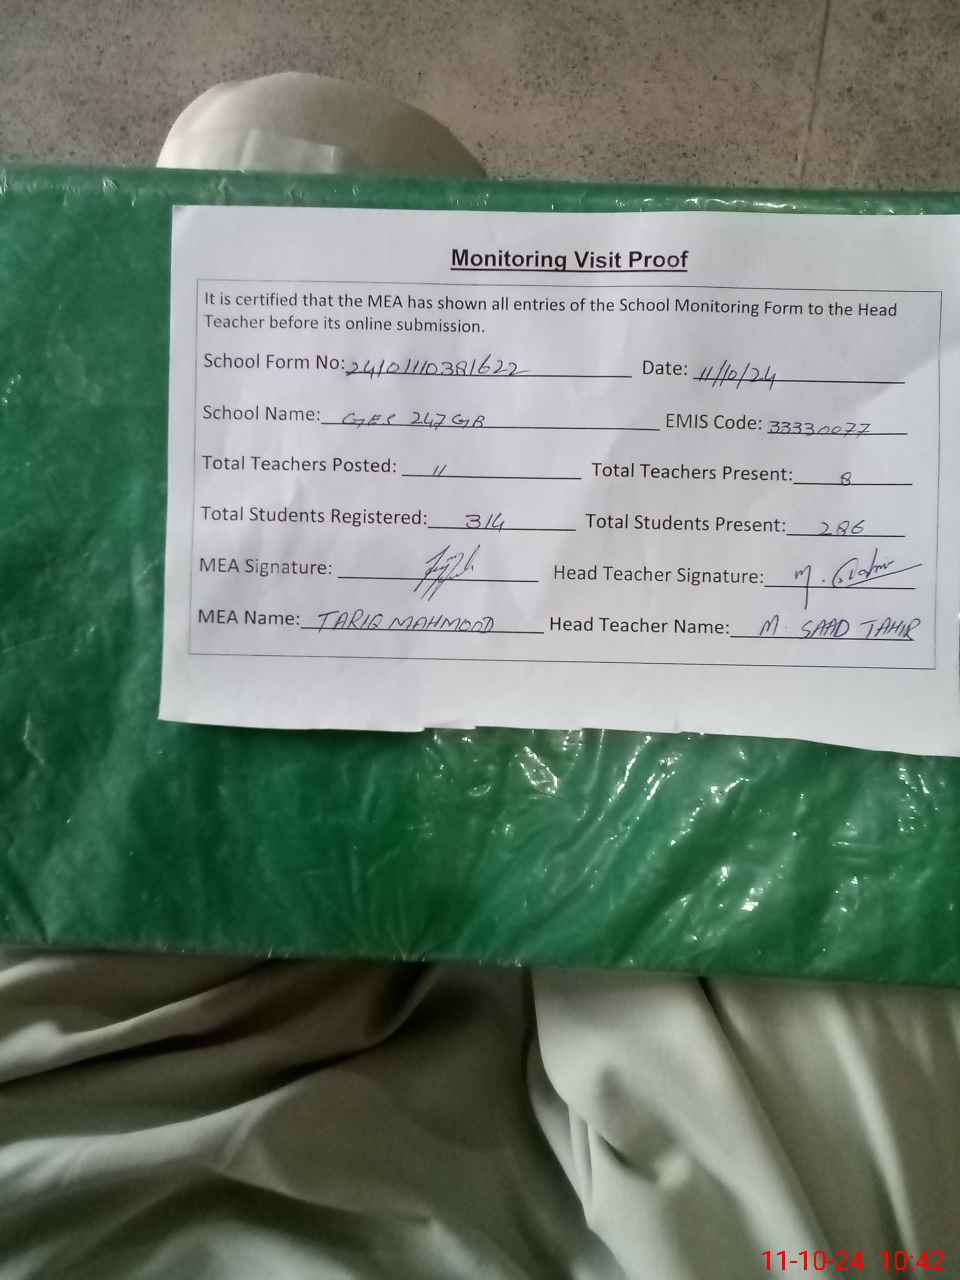 Monitoring Visit Proof
It is certified that the MEA has shown all entries of the School Monitoring Form to the Head
Teacher before its online submission.
School Form No: 24101110381622 Date: 11/10/24
School Name: GES 247 GB EMIS Code: 33330077
Total Teachers Posted: 11 Total Teachers Present: 8
Total Students Registered: 314 Total Students Present: 286
MEA Signature: Head Teacher Signature: M.
MEA Name: TARIQ MAHMOOD Head Teacher Name: M. SAAD TAHIR
11-10-24 10:42